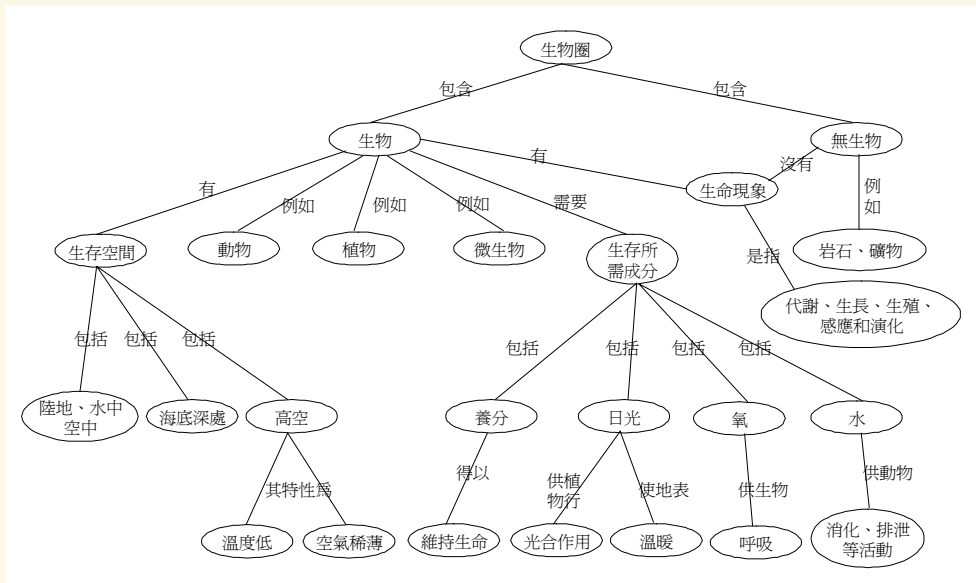 生物圈
包含
包含
生物
無生物
有
沒有
生命現象
有
例如
例如
例如
需要
例
如
生存空間
動物
植物
微生物
生存所
需成分
岩石、礦物
是指
代謝、生長、生殖、
感應和演化
包括
包括
包括
包括
包括
包括
包括
陸地、水中
空中
海底深處
高空
養分
日光
氧
水
其特性為
得以
供植
物行
使地表
供生物
供動物
溫度低
空氣稀薄
維持生命
光合作用
溫暖
呼吸
消化、排泄
等活動